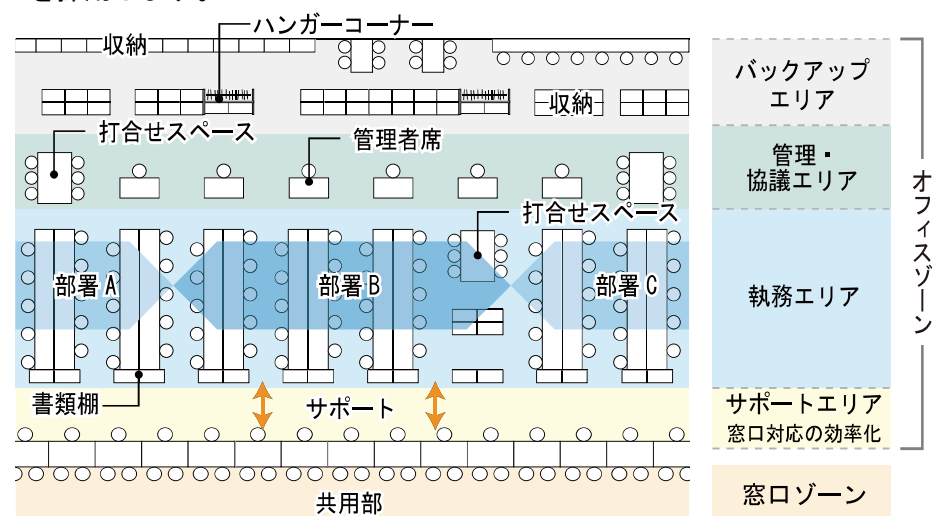 ハンガーコーナー
収納
収納
打合せスペース
管理者席
打合せスペース
部署A
部署B
部署C
書類棚
サポート
共用部
バックアップ
エリア
管理・
協議エリア
執務エリア
サポートエリア
窓口対応の効率化
窓口ゾーン
オフィスゾーン